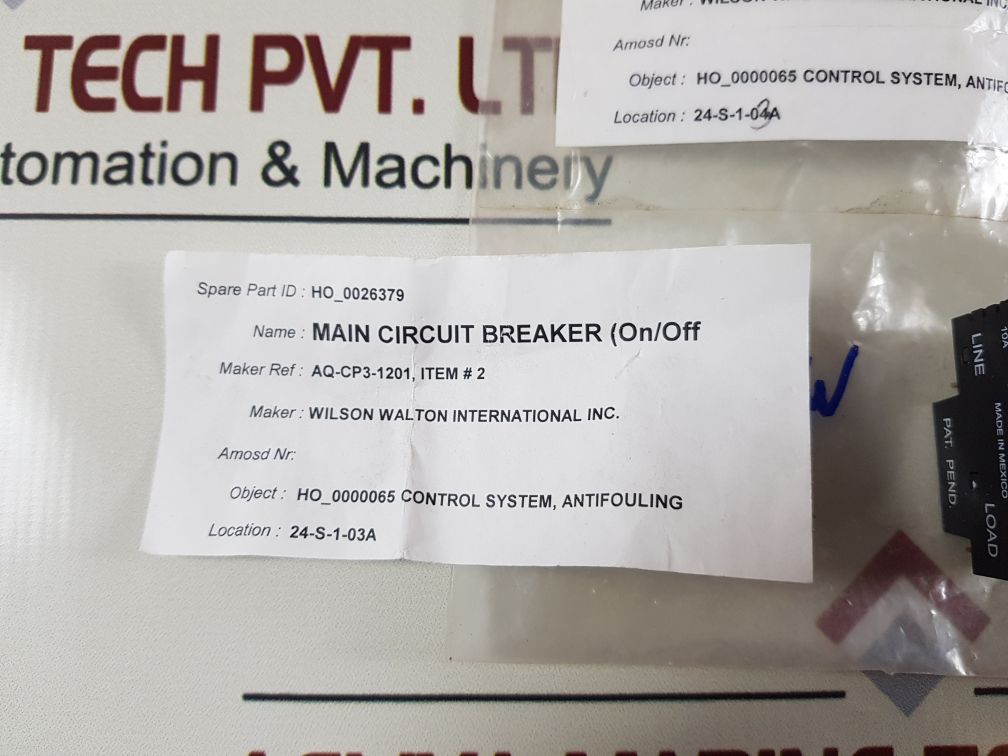 TECH PVT. LT
tomation & Machinery
Maker :
Amosd Nr:
Object : HO_0000065 CONTROL SYSTEM,
Location : 24-S-1-03A
Spare Part ID : HO_0026379
Name : MAIN CIRCUIT BREAKER (On/Off
Maker Ref : AQ-CP3-1201, ITEM # 2
Maker : WILSON WALTON INTERNATIONAL INC.
Amosd Nr:
Object : HO_0000065 CONTROL SYSTEM, ANTIFOULING
Location : 24-S-1-03A
10A
LINE
MADE IN MEXICO
PAT. PEND.
LOAD